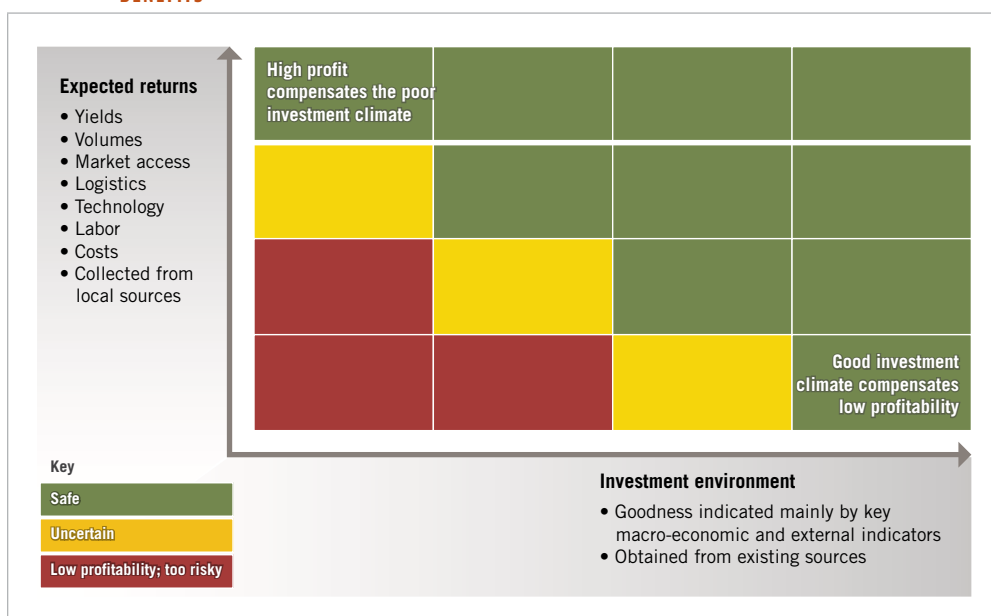 BENEFITS
Expected returns
• Yields
• Volumes
• Market access
• Logistics
• Technology
• Labor
• Costs
• Collected from
local sources
High profit
compensates the poor
investment climate
Good investment
climate compensates
low profitability
Key
Safe
Uncertain
Low profitability; too risky
Investment environment
• Goodness indicated mainly by key
macro-economic and external indicators
• Obtained from existing sources